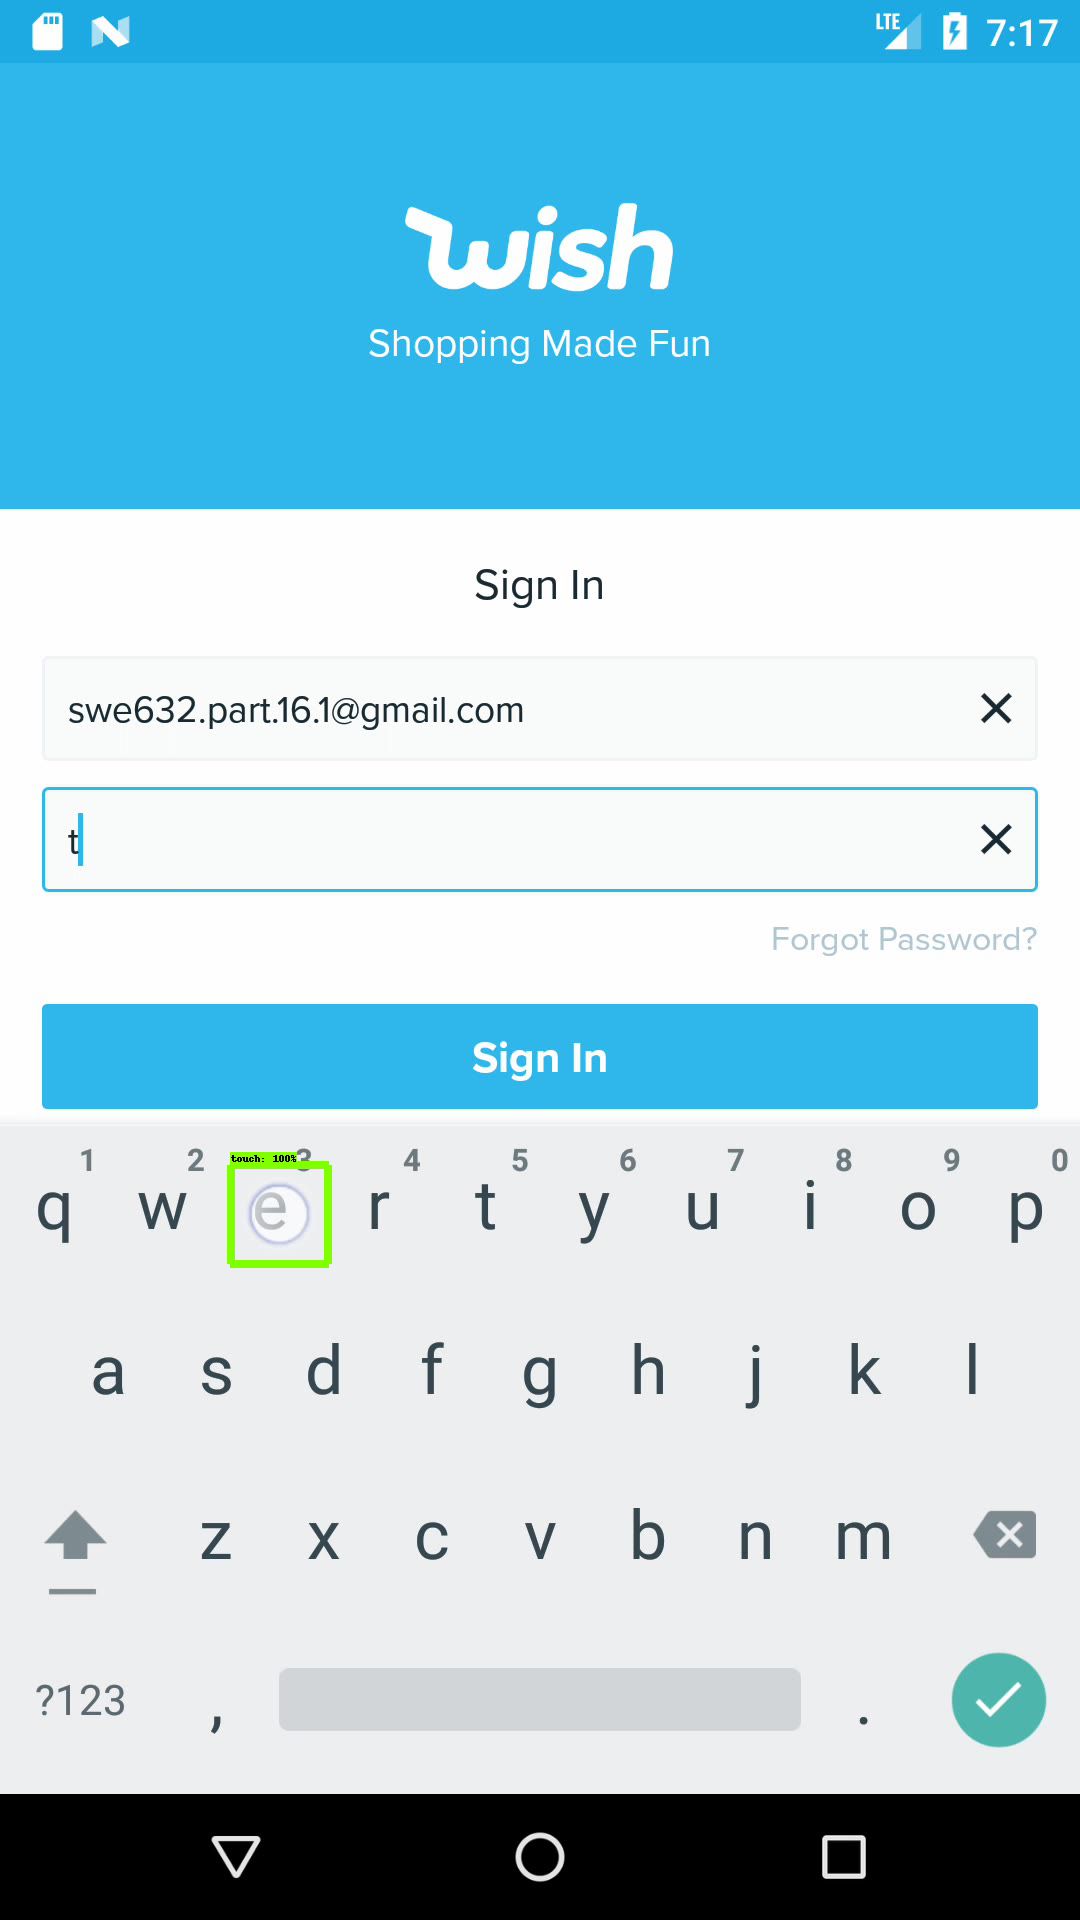 LTE 7:17
wish
Shopping Made Fun
Sign In
swe632.part.16.1@gmail.com
t
Forgot Password?
Sign In
1 2 3 4 5 6 7 8 9 0
touch: 100%
q w e r t y u i o p
a s d f g h j k l
z x c v b n m
?123 , .